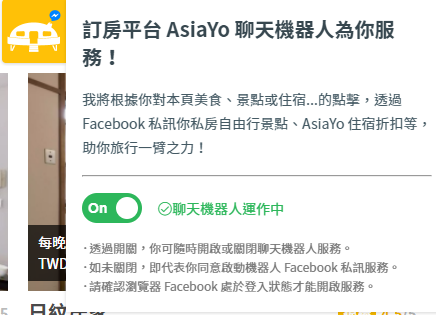 訂房平台 AsiaYo 聊天機器人為你服
務！
我將根據你對本頁美食、景點或住宿...的點擊，透過
Facebook 私訊你私房自由行景點、AsiaYo 住宿折扣等，
助你旅行一臂之力！
On 聊天機器人運作中
每晚
TWD
·透過開關，你可隨時開啟或關閉聊天機器人服務。
·如未關閉，即代表你同意啟動機器人 Facebook 私訊服務。
·請確認瀏覽器 Facebook 處於登入狀態才能開啟服務。